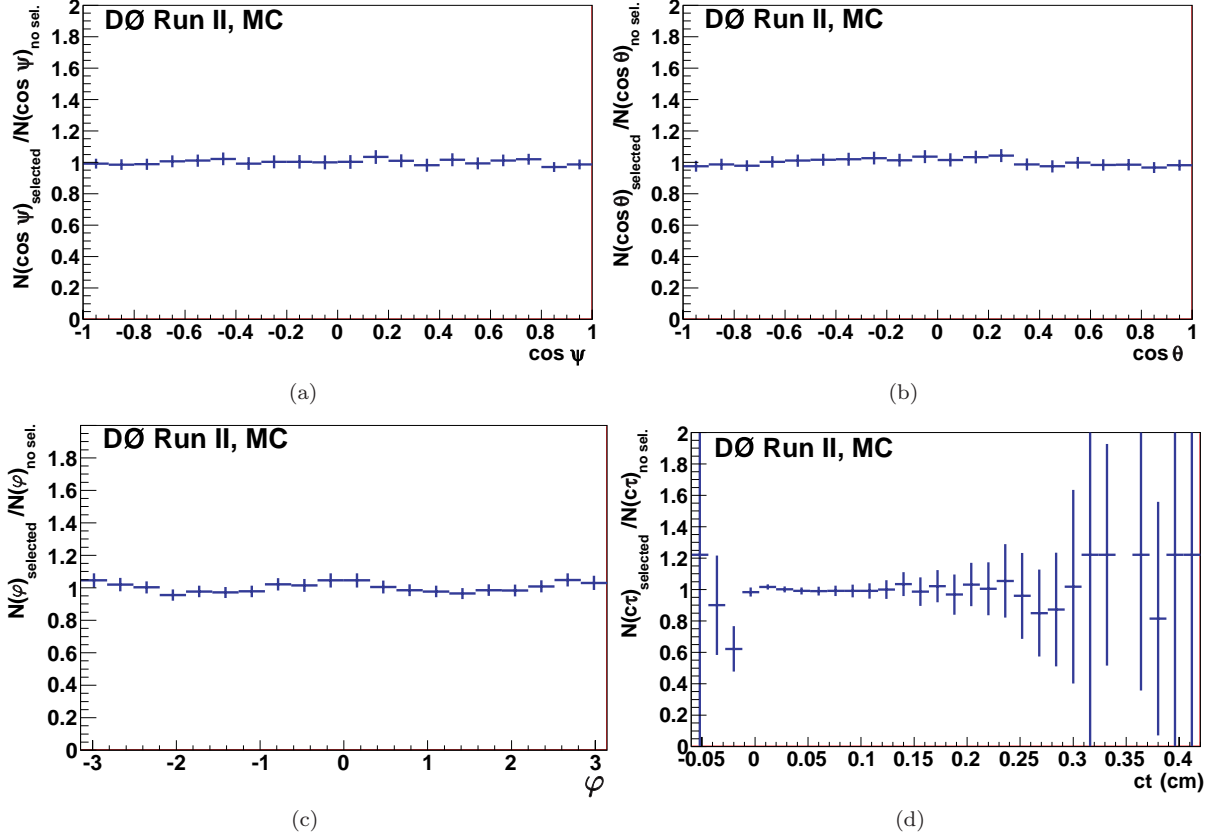 DØ Run II, MC
N(cos ψ)selected /N(cos ψ)no sel.
2
1.8
1.6
1.4
1.2
1
0.8
0.6
0.4
0.2
0
-1 -0.8 -0.6 -0.4 -0.2 0 0.2 0.4 0.6 0.8 1
cos ψ
(a)
DØ Run II, MC
N(cos θ)selected /N(cos θ)no sel.
2
1.8
1.6
1.4
1.2
1
0.8
0.6
0.4
0.2
0
-1 -0.8 -0.6 -0.4 -0.2 0 0.2 0.4 0.6 0.8 1
cos θ
(b)
DØ Run II, MC
N(φ)selected /N(φ)no sel.
1.8
1.6
1.4
1.2
1
0.8
0.6
0.4
0.2
0
-3 -2 -1 0 1 2 3
φ
(c)
DØ Run II, MC
N(cτ)selected /N(cτ)no sel.
2
1.8
1.6
1.4
1.2
1
0.8
0.6
0.4
0.2
0
-0.05 0 0.05 0.1 0.15 0.2 0.25 0.3 0.35 0.4
ct (cm)
(d)